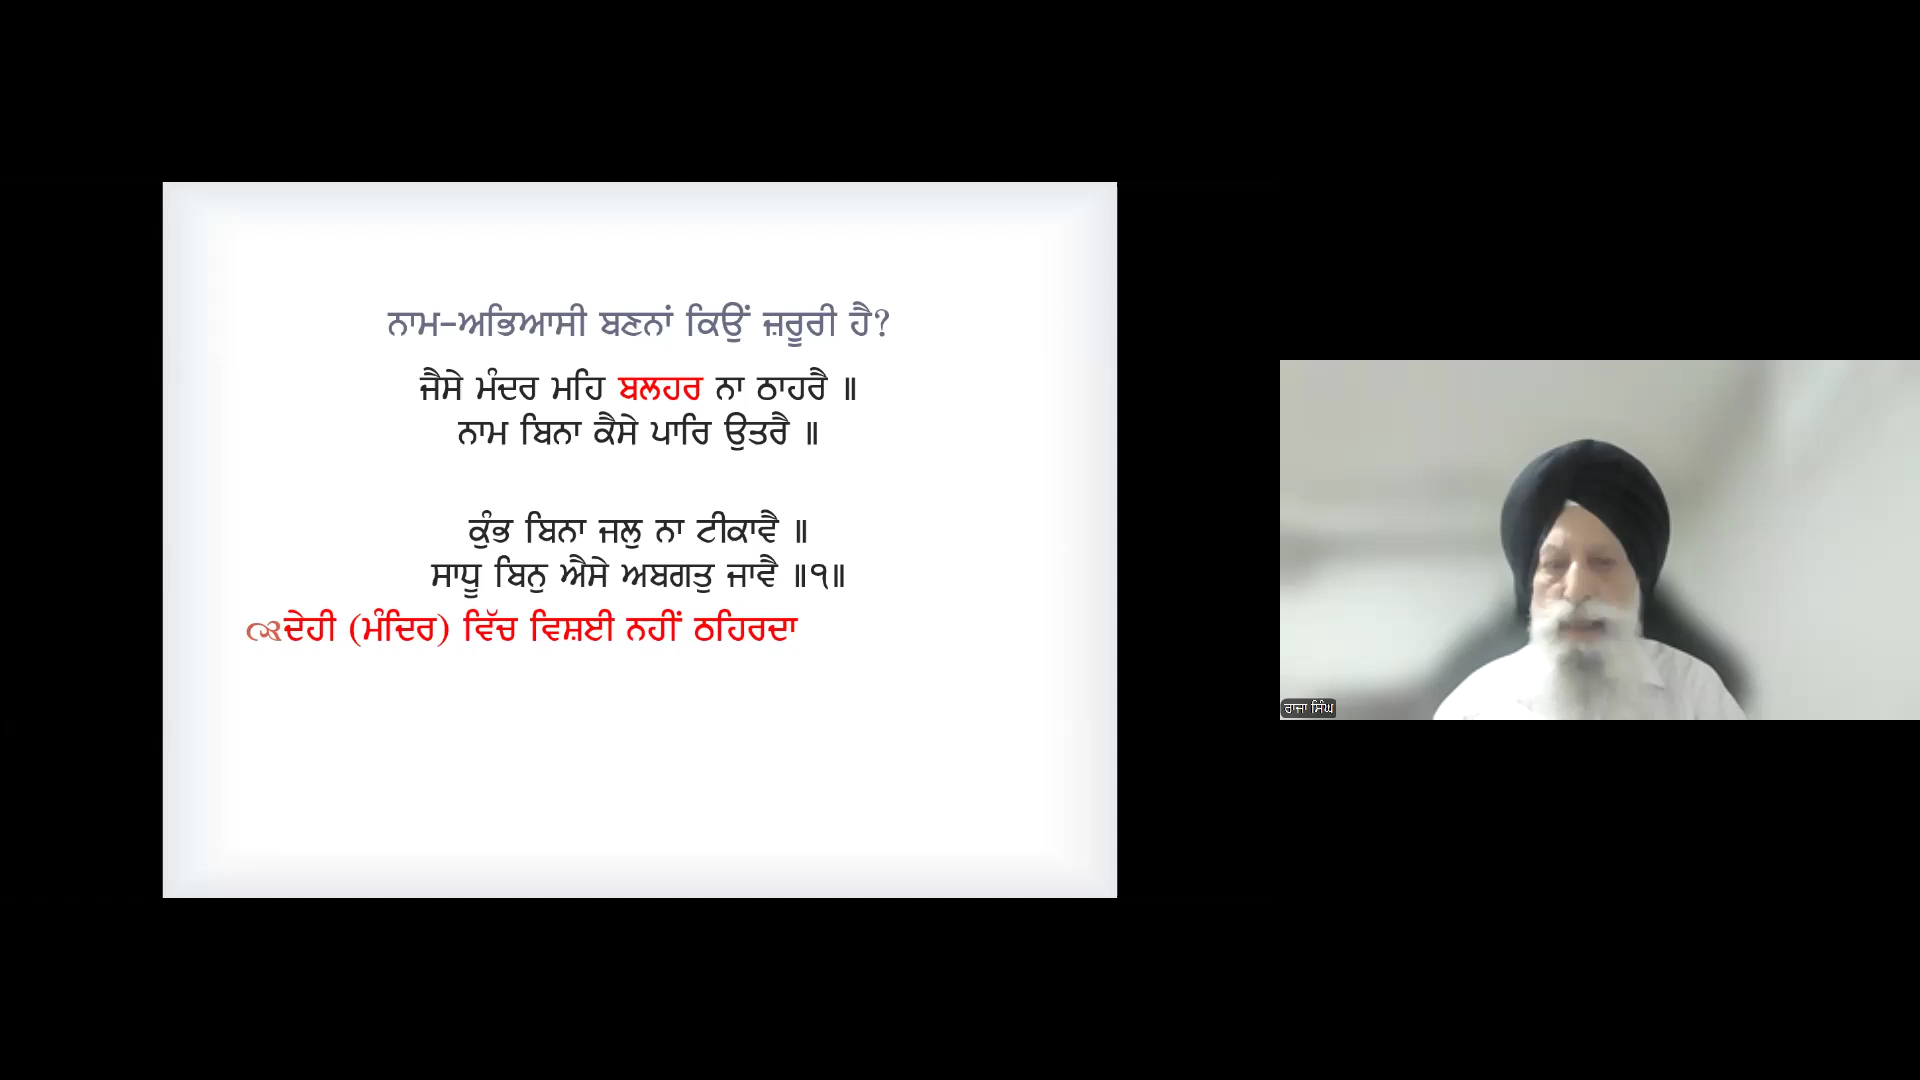 ਨਾਮ-ਅਭਿਆਸੀ ਬਣਨਾਂ ਕਿਉਂ ਜ਼ਰੂਰੀ ਹੈ?
ਜੈਸੇ ਮੰਦਰ ਮਹਿ ਬਲਹਰ ਨਾ ਠਾਹਰੈ ॥
ਨਾਮ ਬਿਨਾ ਕੈਸੇ ਪਾਰਿ ਉਤਰੈ ॥
ਕੁੰਭ ਬਿਨਾ ਜਲੁ ਨਾ ਟੀਕਾਵੈ ॥
ਸਾਧੂ ਬਿਨੁ ਐਸੇ ਅਬਗਤੁ ਜਾਵੈ ॥੧॥
ਦੇਹੀ (ਮੰਦਿਰ) ਵਿੱਚ ਵਿਸ਼ਈ ਨਹੀਂ ਠਹਿਰਦਾ
ਰਾਜਾ ਸਿੰਘ